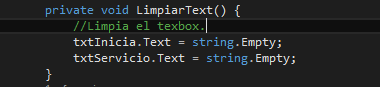 private void LimpiarText() {
//Limpia el texbox.
txtInicia.Text = string.Empty;
txtServicio.Text = string.Empty;
}